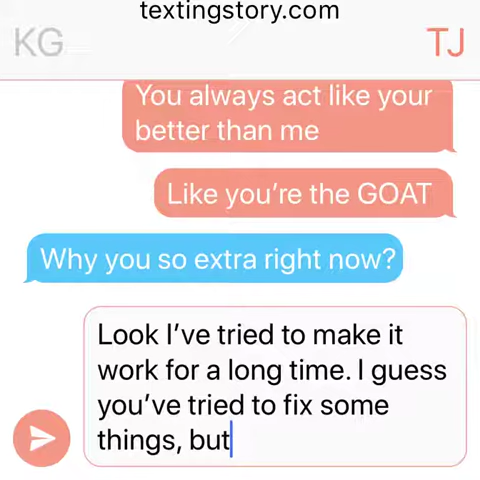 textingstory.com
KG
TJ
You always act like your
better than me
Like you're the GOAT
Why you so extra right now?
Look I've tried to make it
work for a long time. I guess
you've tried to fix some
things, but